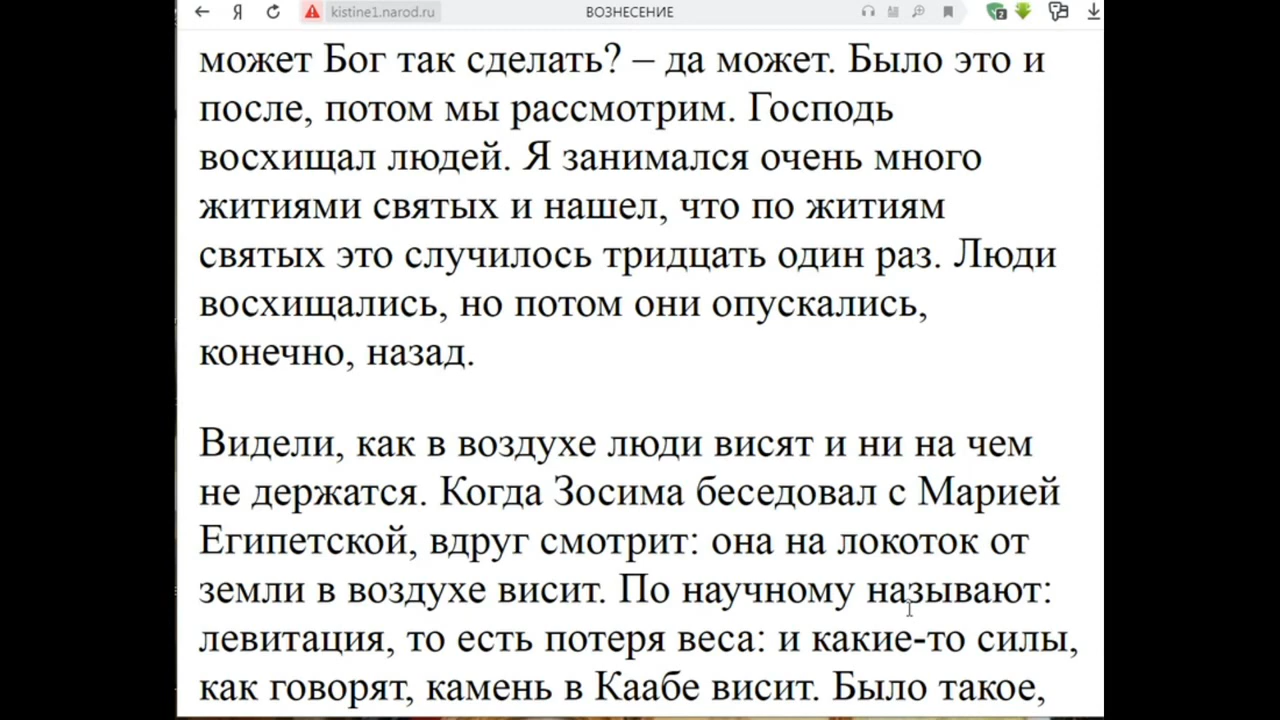 Я kistine1.narod.ru ВОЗНЕСЕНИЕ 2
может Бог так сделать? – да может. Было это и
после, потом мы рассмотрим. Господь
восхищал людей. Я занимался очень много
житиями святых и нашел, что по житиям
святых это случилось тридцать один раз. Люди
восхищались, но потом они опускались,
конечно, назад.
Видели, как в воздухе люди висят и ни на чем
не держатся. Когда Зосима беседовал с Марией
Египетской, вдруг смотрит: она на локоток от
земли в воздухе висит. По научному называют:
левитация, то есть потеря веса: и какие-то силы,
как говорят, камень в Каабе висит. Было такое,